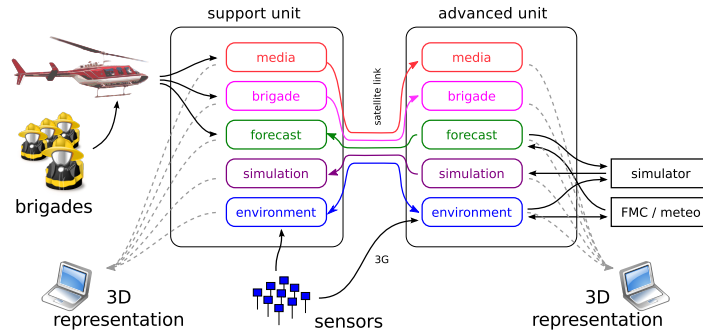 support unit
advanced unit
media
media
satellite link
brigade
brigade
forecast
forecast
simulation
simulation
simulator
brigades
environment
environment
FMC / meteo
3G
3D
representation
sensors
3D
representation